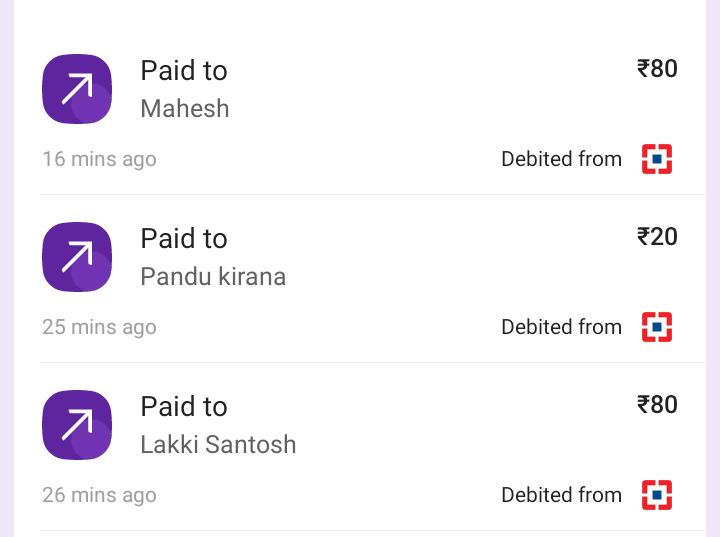 Paid to
₹80
Mahesh
16 mins ago
Debited from
Paid to
₹20
Pandu kirana
25 mins ago
Debited from
Paid to
₹80
Lakki Santosh
26 mins ago
Debited from